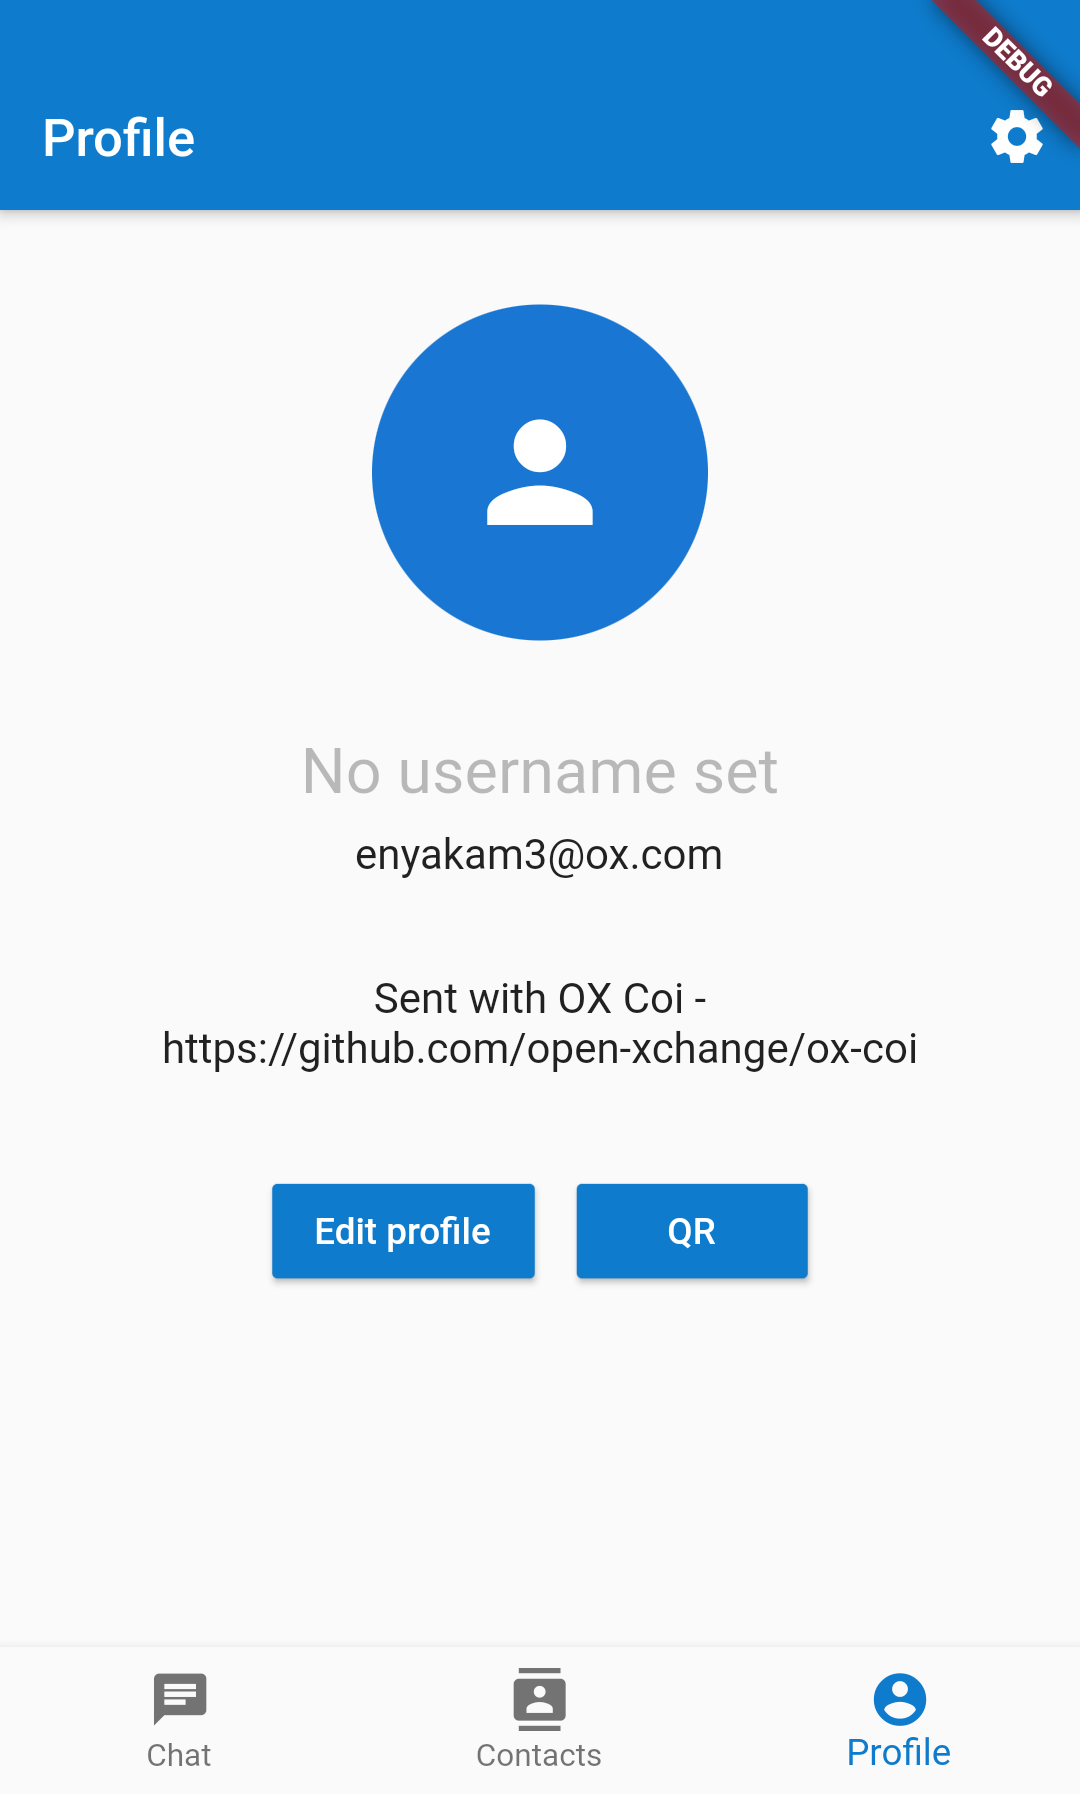 DEBUG
Profile
No username set
enyakam3@ox.com
Sent with OX Coi -
https://github.com/open-xchange/ox-coi
Edit profile
QR
Chat
Contacts
Profile